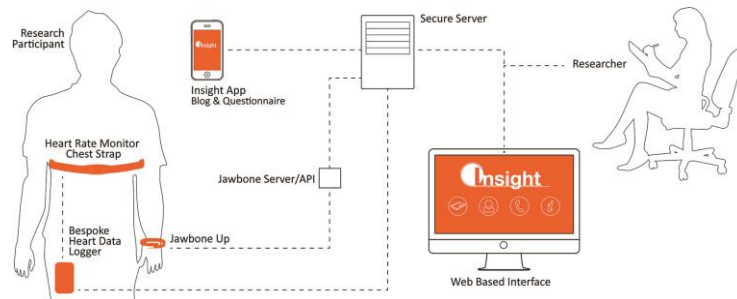 Research
Participant
Insight
Insight App
Blog & Questionnaire
Secure Server
Researcher
Heart Rate Monitor
Chest Strap
Jawbone Server/API
Bespoke
Heart Data
Logger
Jawbone Up
Insight
Web Based Interface